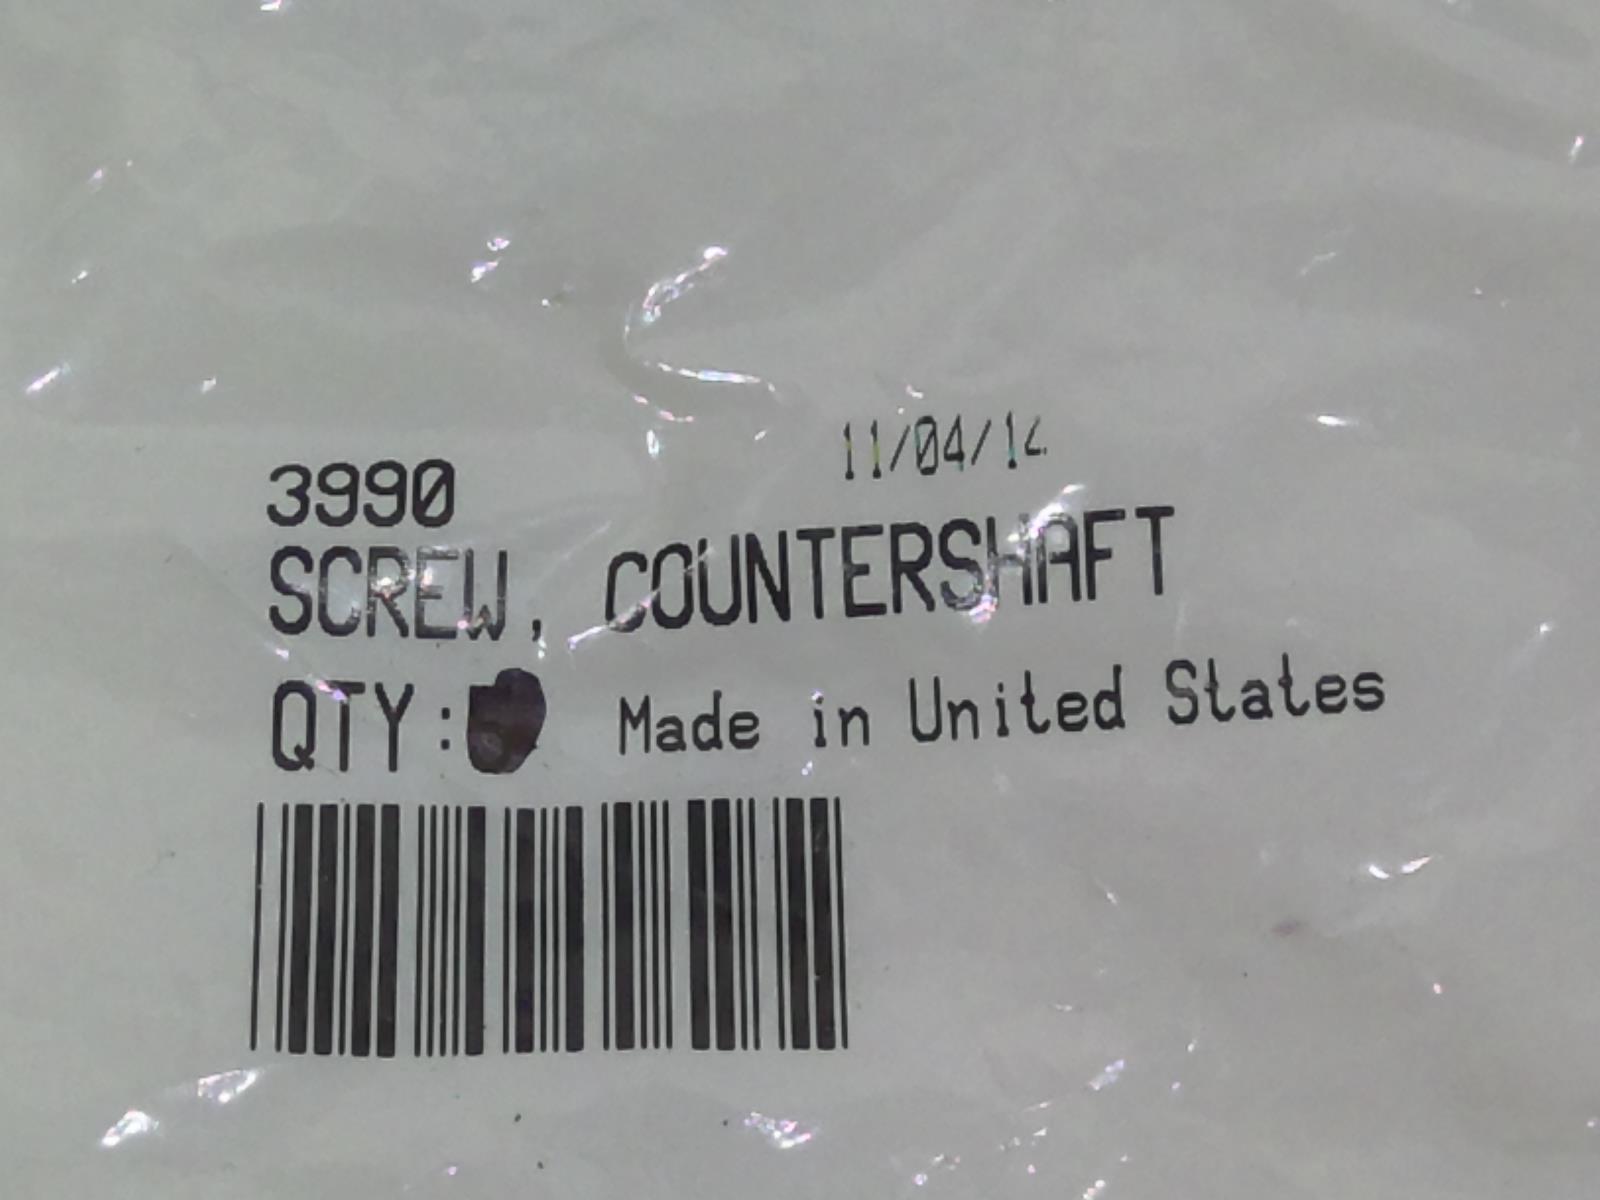 11/04/14
3990
SCREW, COUNTERSHAFT
QTY: Made in United States